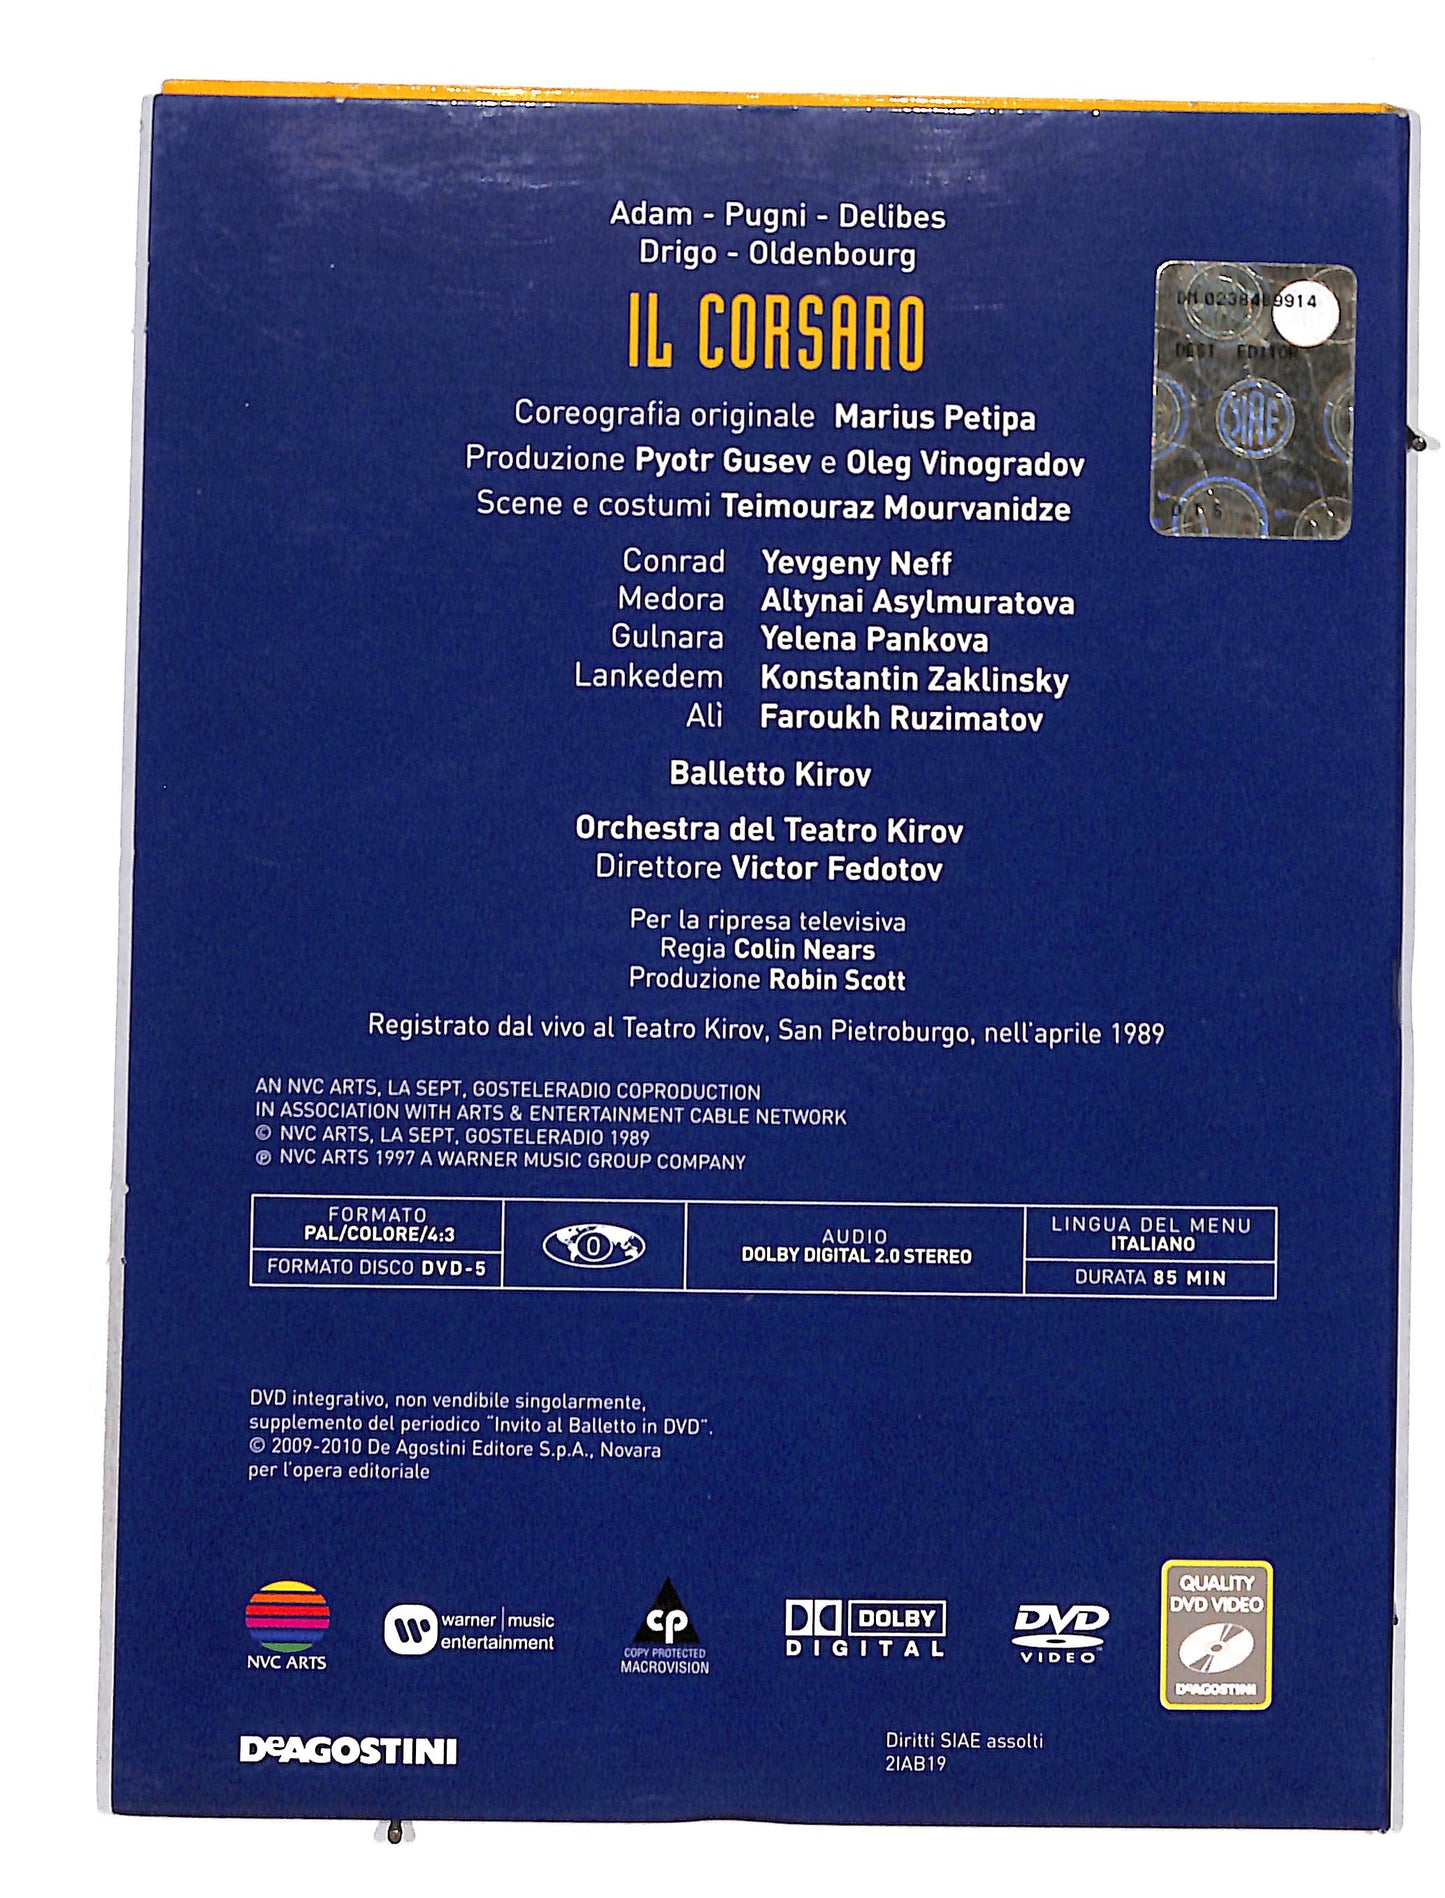 Adam - Pugni - Delibes
Drigo - Oldenbourg
IL CORSARO
Coreografia originale Marius Petipa
Produzione Pyotr Gusev e Oleg Vinogradov
Scene e costumi Teimouraz Mourvanidze
Conrad Yevgeny Neff
Medora Altynai Asylmuratova
Gulnara Yelena Pankova
Lankedem Konstantin Zaklinsky
Alì Faroukh Ruzimatov
Balletto Kirov
Orchestra del Teatro Kirov
Direttore Victor Fedotov
Per la ripresa televisiva
Regia Colin Nears
Produzione Robin Scott
Registrato dal vivo al Teatro Kirov, San Pietroburgo, nell'aprile 1989
AN NVC ARTS, LA SEPT, GOSTELERADIO COPRODUCTION
IN ASSOCIATION WITH ARTS & ENTERTAINMENT CABLE NETWORK
© NVC ARTS, LA SEPT, GOSTELERADIO 1989
℗ NVC ARTS 1997 A WARNER MUSIC GROUP COMPANY
FORMATO
PAL/COLORE/4:3
FORMATO DISCO DVD-5
0
AUDIO
DOLBY DIGITAL 2.0 STEREO
LINGUA DEL MENU
ITALIANO
DURATA 85 MIN
DVD integrativo, non vendibile singolarmente,
supplemento del periodico "Invito al Balletto in DVD".
© 2009-2010 De Agostini Editore S.p.A., Novara
per l'opera editoriale
NVC ARTS
warner music
entertainment
cp
COPY PROTECTED
MACROVISION
DOLBY
DIGITAL
DVD
VIDEO
QUALITY
DVD VIDEO
DeAGOSTINI
DeAGOSTINI
Diritti SIAE assolti
2IAB19
SIAE